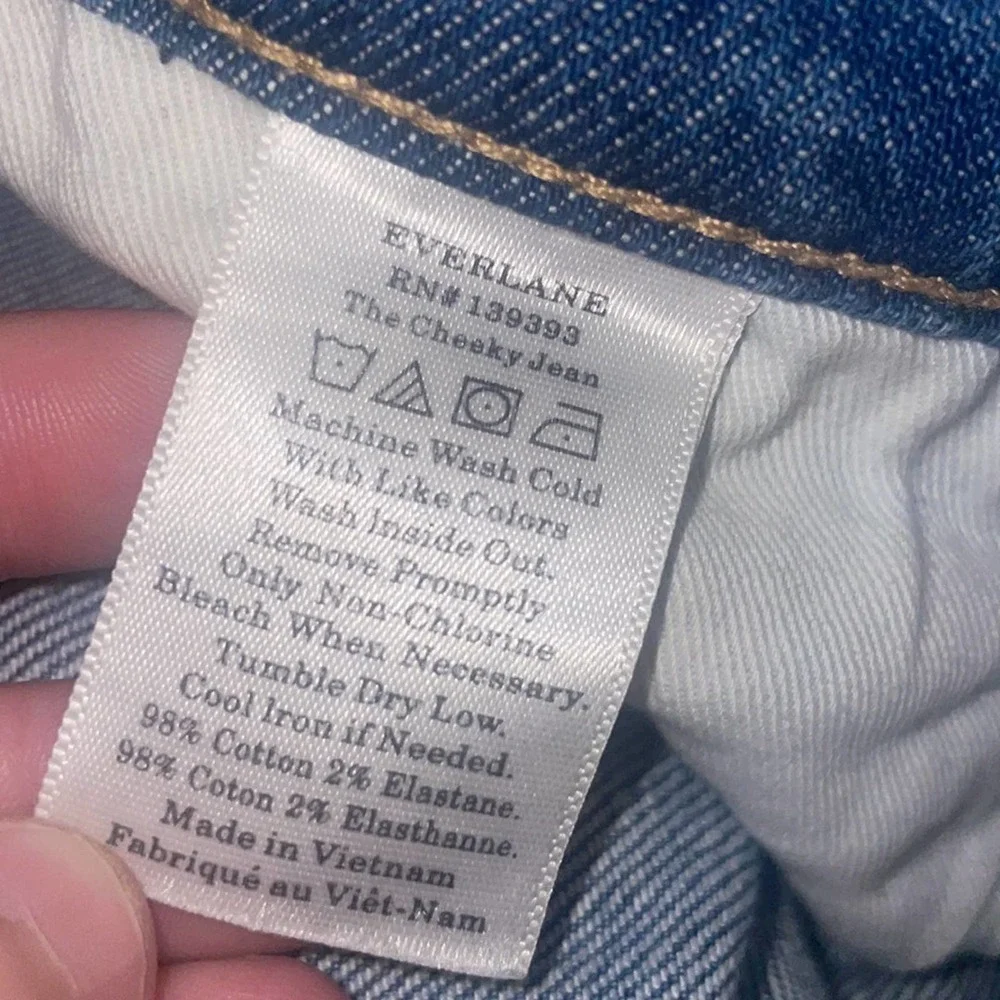 EVERLANE
RN# 139393
The Cheeky Jean
Machine Wash Cold
With Like Colors
Wash Inside Out.
Remove Promptly
Only Non-Chlorine
Bleach When Necessary.
Tumble Dry Low.
Cool Iron if Needed.
98% Cotton 2% Elastane.
98% Coton 2% Elasthanne.
Made in Vietnam
Fabriqué au Viêt-Nam